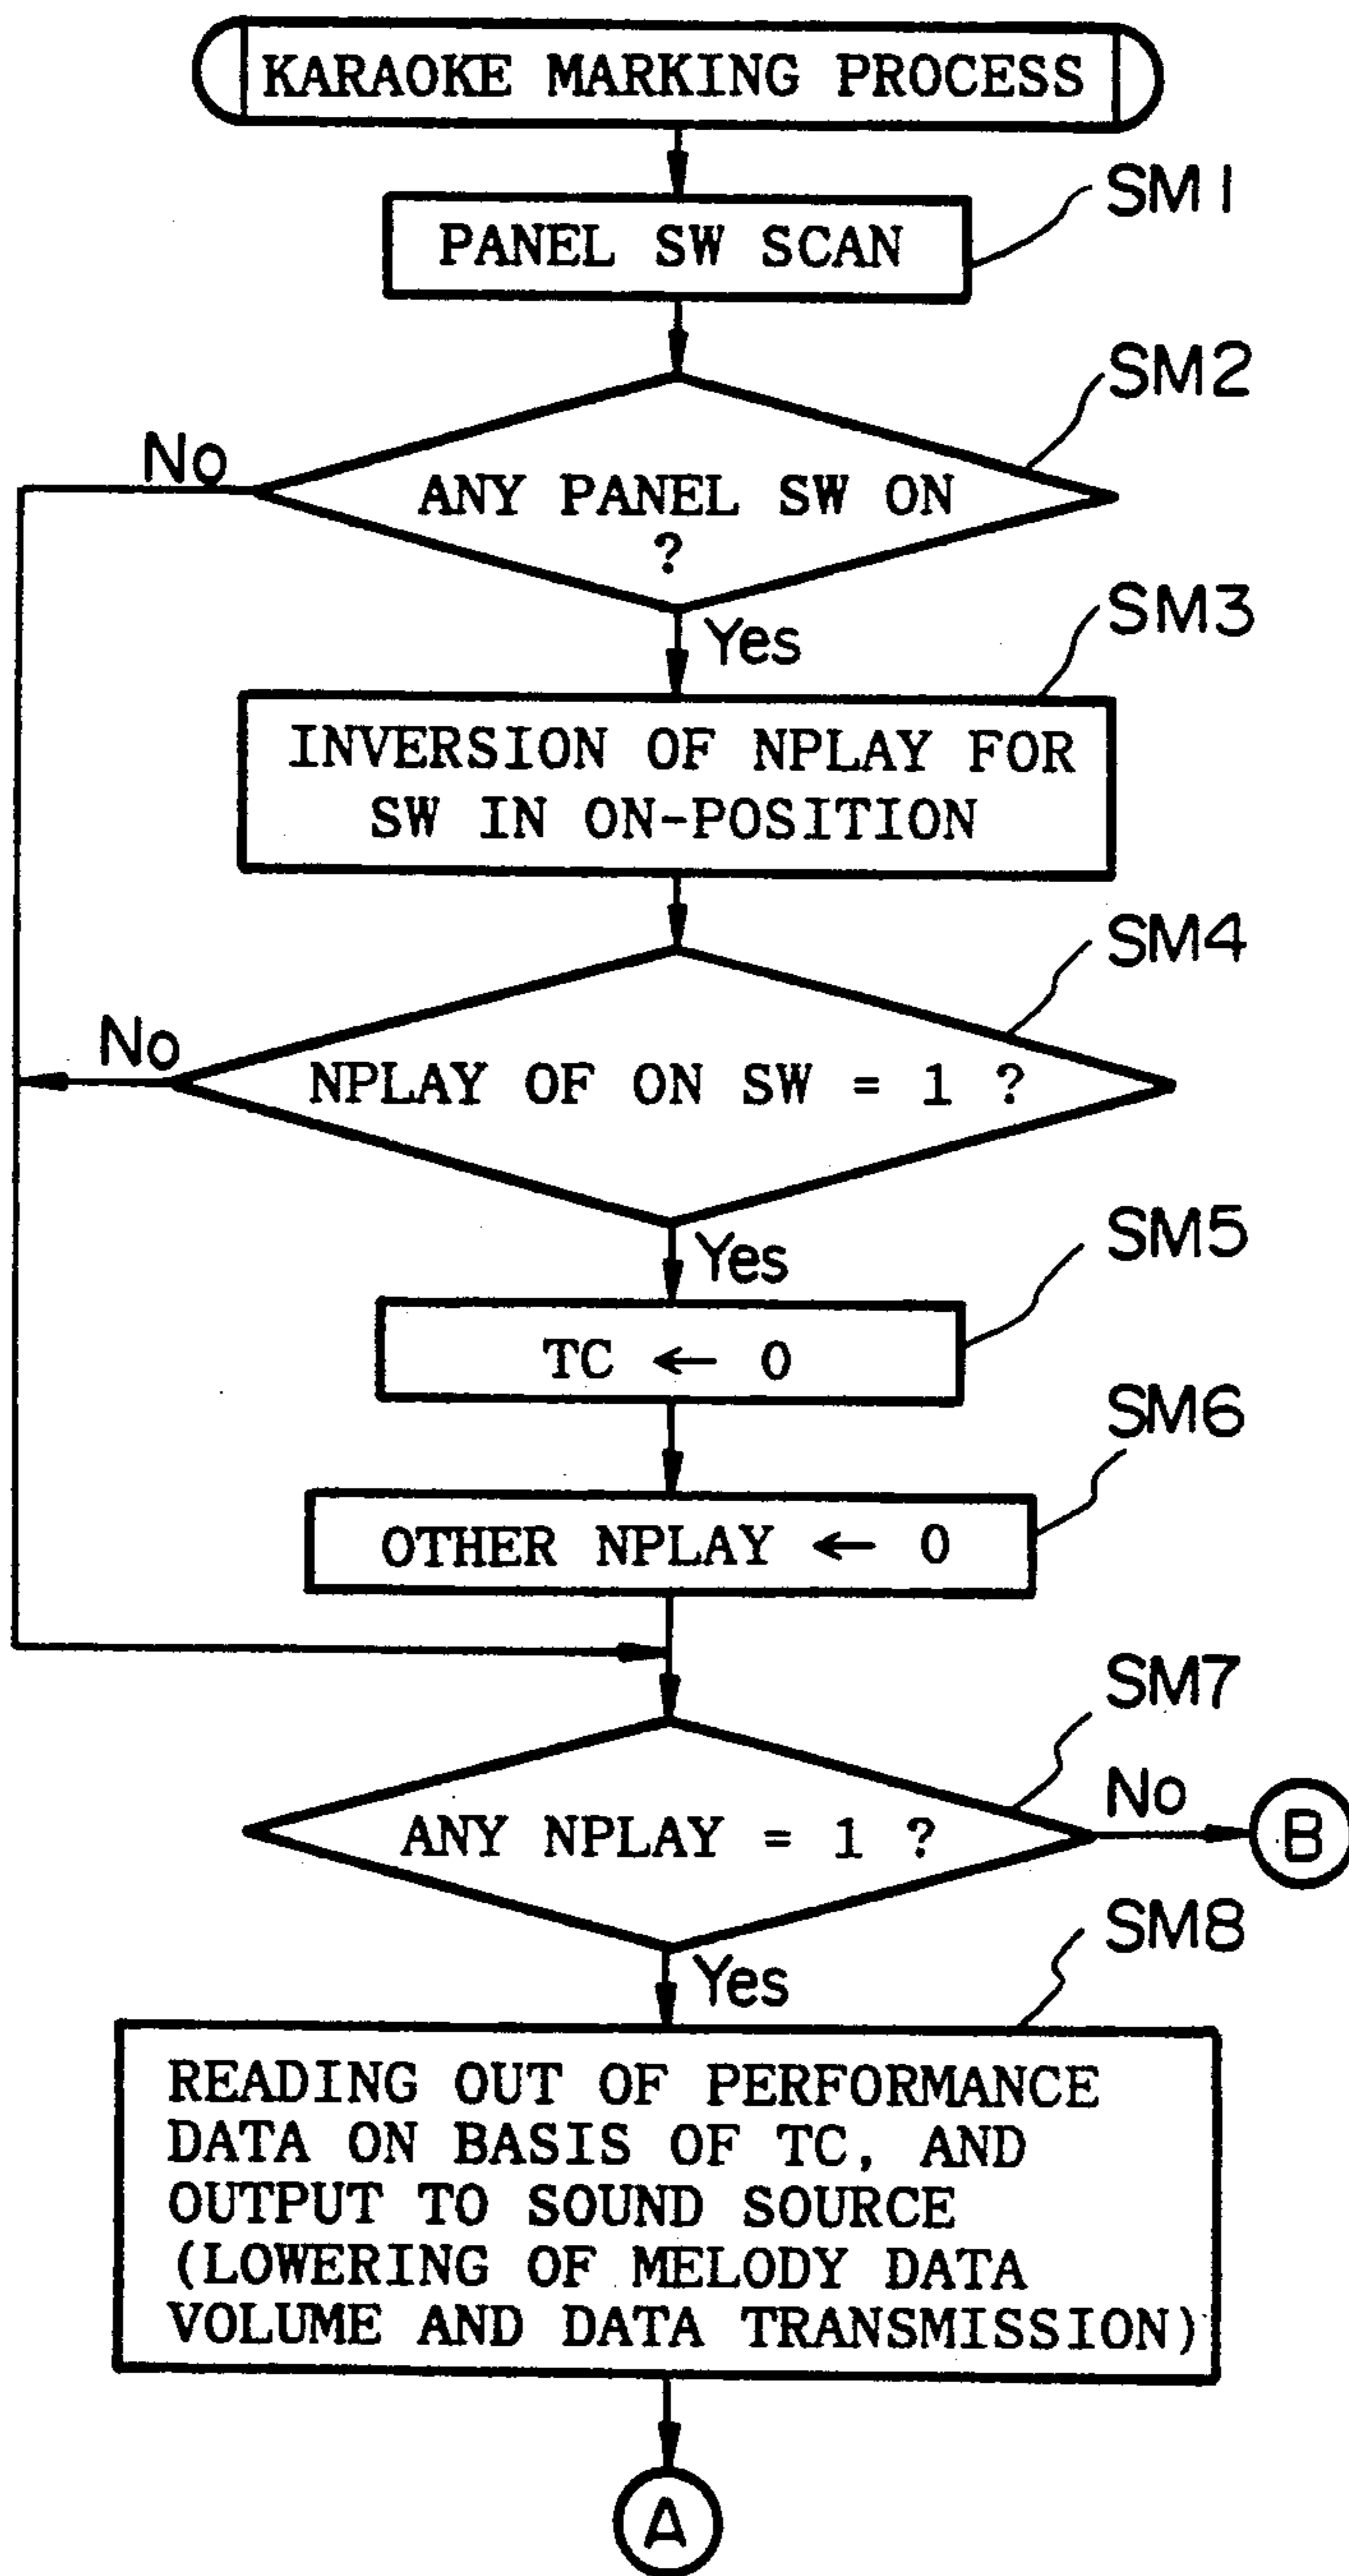 KARAOKE MARKING PROCESS
SM1
PANEL SW SCAN
SM2
No
ANY PANEL SW ON
?
Yes
SM3
INVERSION OF NPLAY FOR
SW IN ON-POSITION
SM4
No
NPLAY OF ON SW = 1 ?
Yes
SM5
TC ← 0
SM6
OTHER NPLAY ← 0
SM7
ANY NPLAY = 1 ?
No
B
SM8
Yes
READING OUT OF PERFORMANCE
DATA ON BASIS OF TC, AND
OUTPUT TO SOUND SOURCE
(LOWERING OF MELODY DATA
VOLUME AND DATA TRANSMISSION)
A